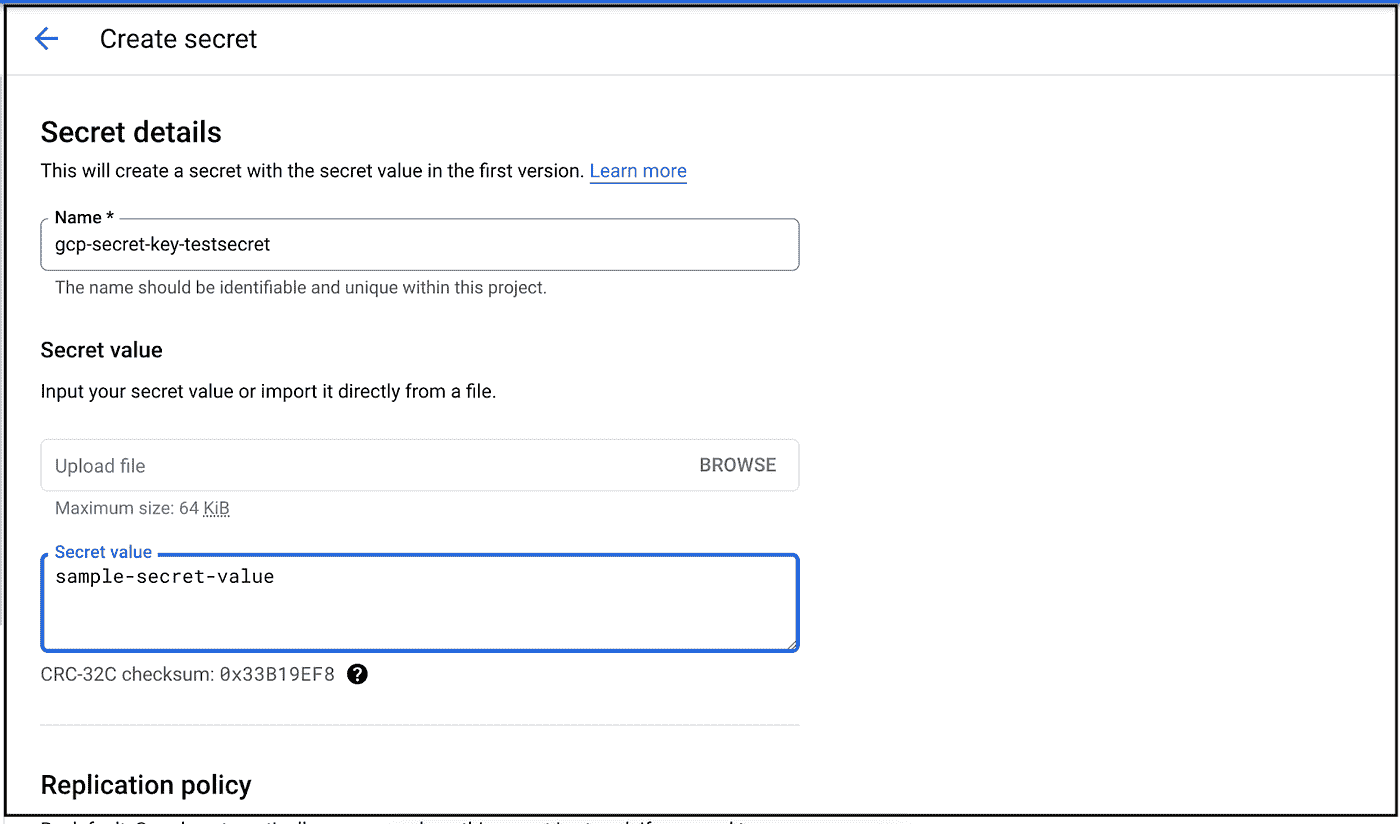 Create secret
Secret details
This will create a secret with the secret value in the first version. Learn more
Name *
gcp-secret-key-testsecret
The name should be identifiable and unique within this project.
Secret value
Input your secret value or import it directly from a file.
Upload file BROWSE
Maximum size: 64 KiB
Secret value
sample-secret-value
CRC-32C checksum: 0x33B19EF8 ?
Replication policy